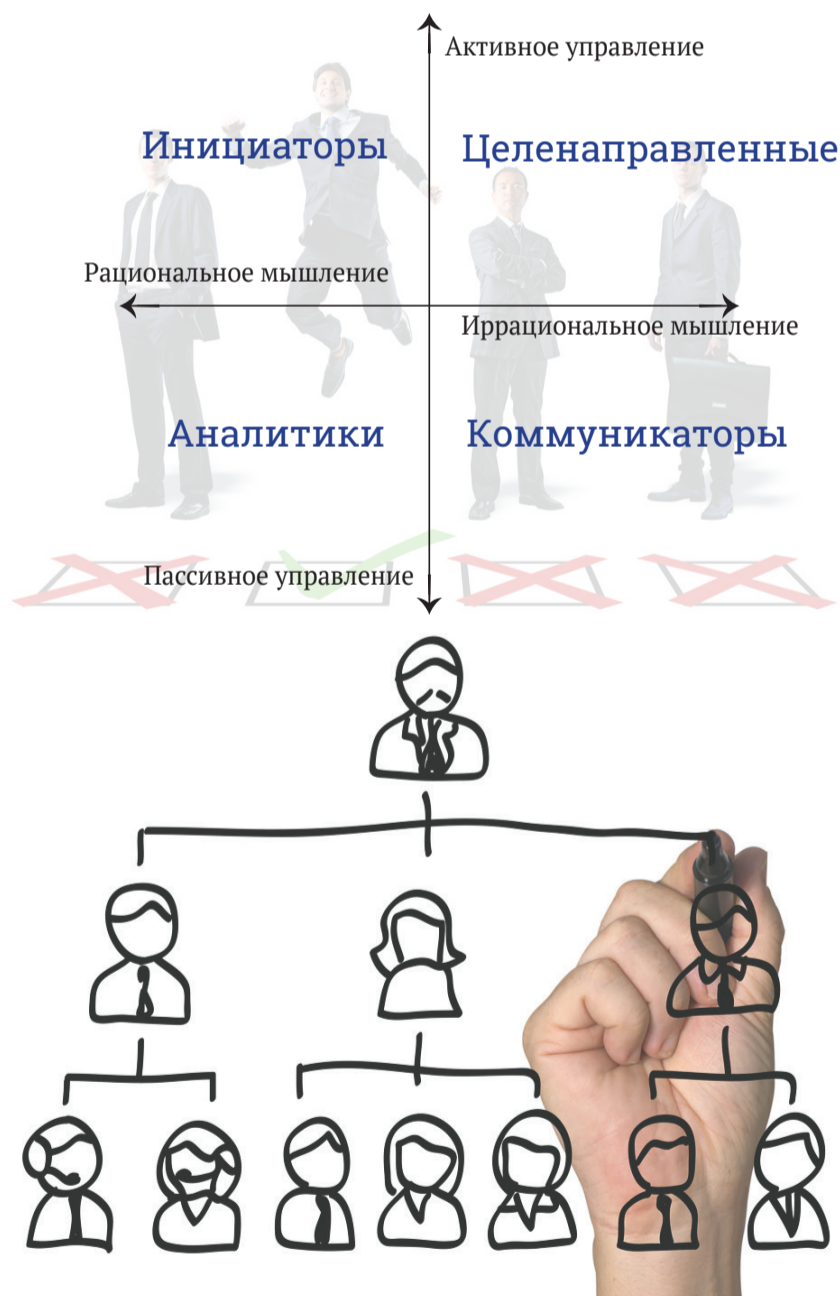 Активное управление
Инициаторы
Целенаправленные
Рациональное мышление
Иррациональное мышление
Аналитики
Коммуникаторы
Пассивное управление